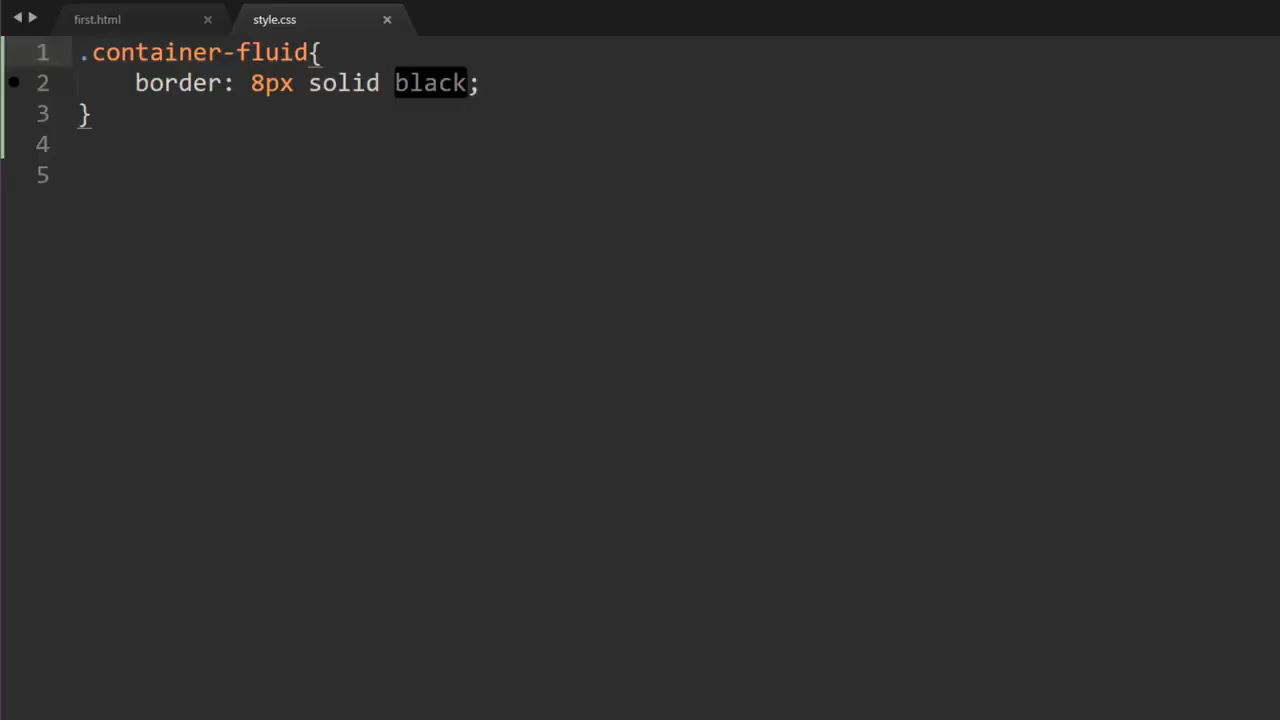 first.html × style.css ×
1 .container-fluid{
2 border: 8px solid black;
3 }
4
5